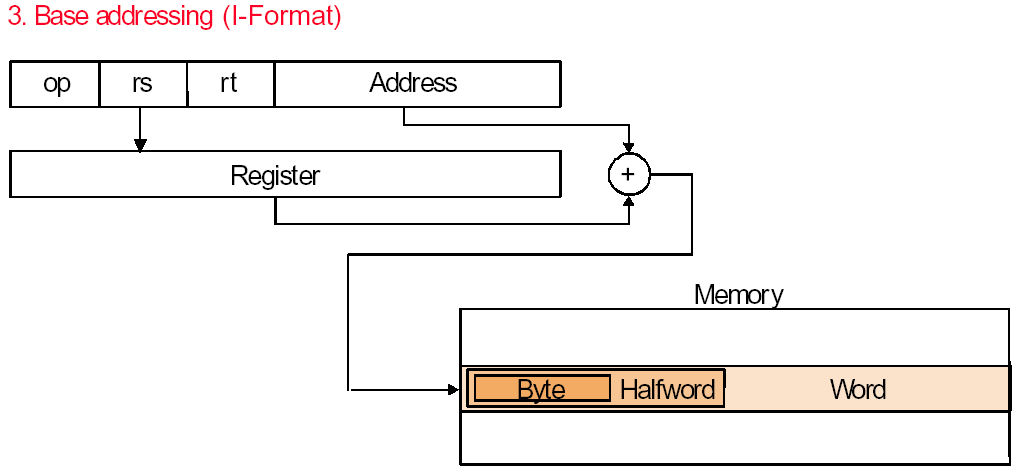 3. Base addressing (I-Format)
op rs rt Address
Register
+
Memory
Byte Halfword Word